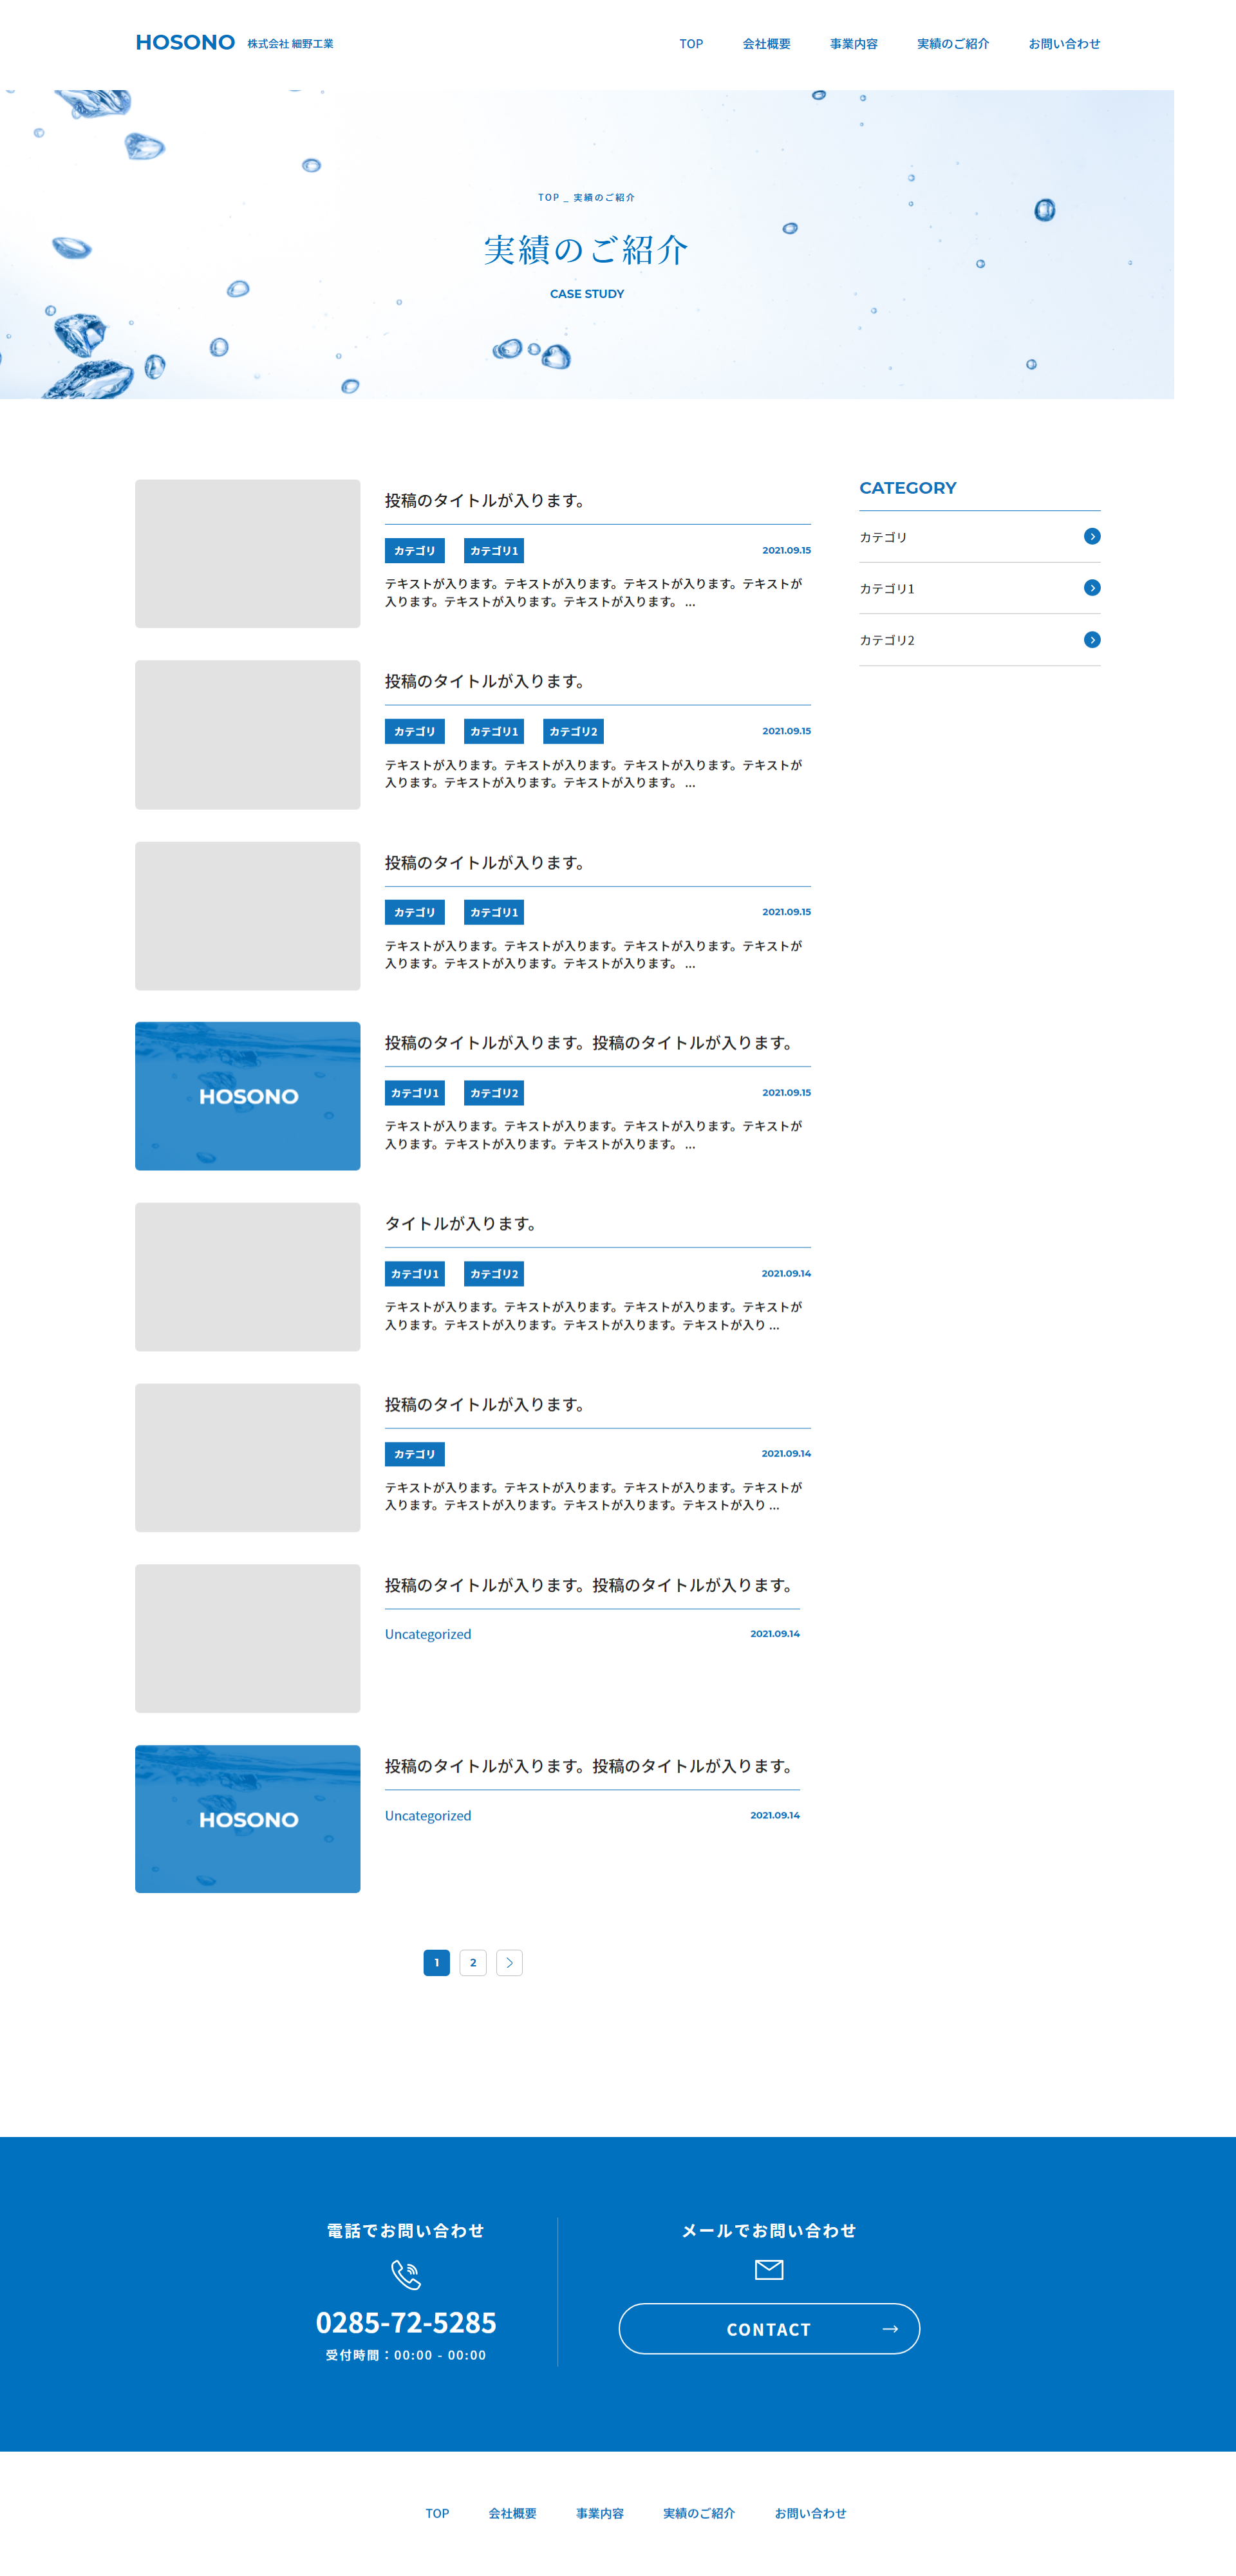 HOSONO 株式会社 細野工業
TOP 会社概要 事業内容 実績のご紹介 お問い合わせ
TOP _ 実績のご紹介
実績のご紹介
CASE STUDY
投稿のタイトルが入ります。
カテゴリ カテゴリ1 2021.09.15
テキストが入ります。テキストが入ります。テキストが入ります。テキストが
入ります。テキストが入ります。テキストが入ります。 ...
投稿のタイトルが入ります。
カテゴリ カテゴリ1 カテゴリ2 2021.09.15
テキストが入ります。テキストが入ります。テキストが入ります。テキストが
入ります。テキストが入ります。テキストが入ります。 ...
投稿のタイトルが入ります。
カテゴリ カテゴリ1 2021.09.15
テキストが入ります。テキストが入ります。テキストが入ります。テキストが
入ります。テキストが入ります。テキストが入ります。 ...
HOSONO
投稿のタイトルが入ります。投稿のタイトルが入ります。
カテゴリ1 カテゴリ2 2021.09.15
テキストが入ります。テキストが入ります。テキストが入ります。テキストが
入ります。テキストが入ります。テキストが入ります。 ...
タイトルが入ります。
カテゴリ1 カテゴリ2 2021.09.14
テキストが入ります。テキストが入ります。テキストが入ります。テキストが
入ります。テキストが入ります。テキストが入ります。テキストが入り ...
投稿のタイトルが入ります。
カテゴリ 2021.09.14
テキストが入ります。テキストが入ります。テキストが入ります。テキストが
入ります。テキストが入ります。テキストが入ります。テキストが入り ...
投稿のタイトルが入ります。投稿のタイトルが入ります。
Uncategorized 2021.09.14
HOSONO
投稿のタイトルが入ります。投稿のタイトルが入ります。
Uncategorized 2021.09.14
1 2
CATEGORY
カテゴリ
カテゴリ1
カテゴリ2
電話でお問い合わせ
0285-72-5285
受付時間：00:00 - 00:00
メールでお問い合わせ
CONTACT
TOP 会社概要 事業内容 実績のご紹介 お問い合わせ